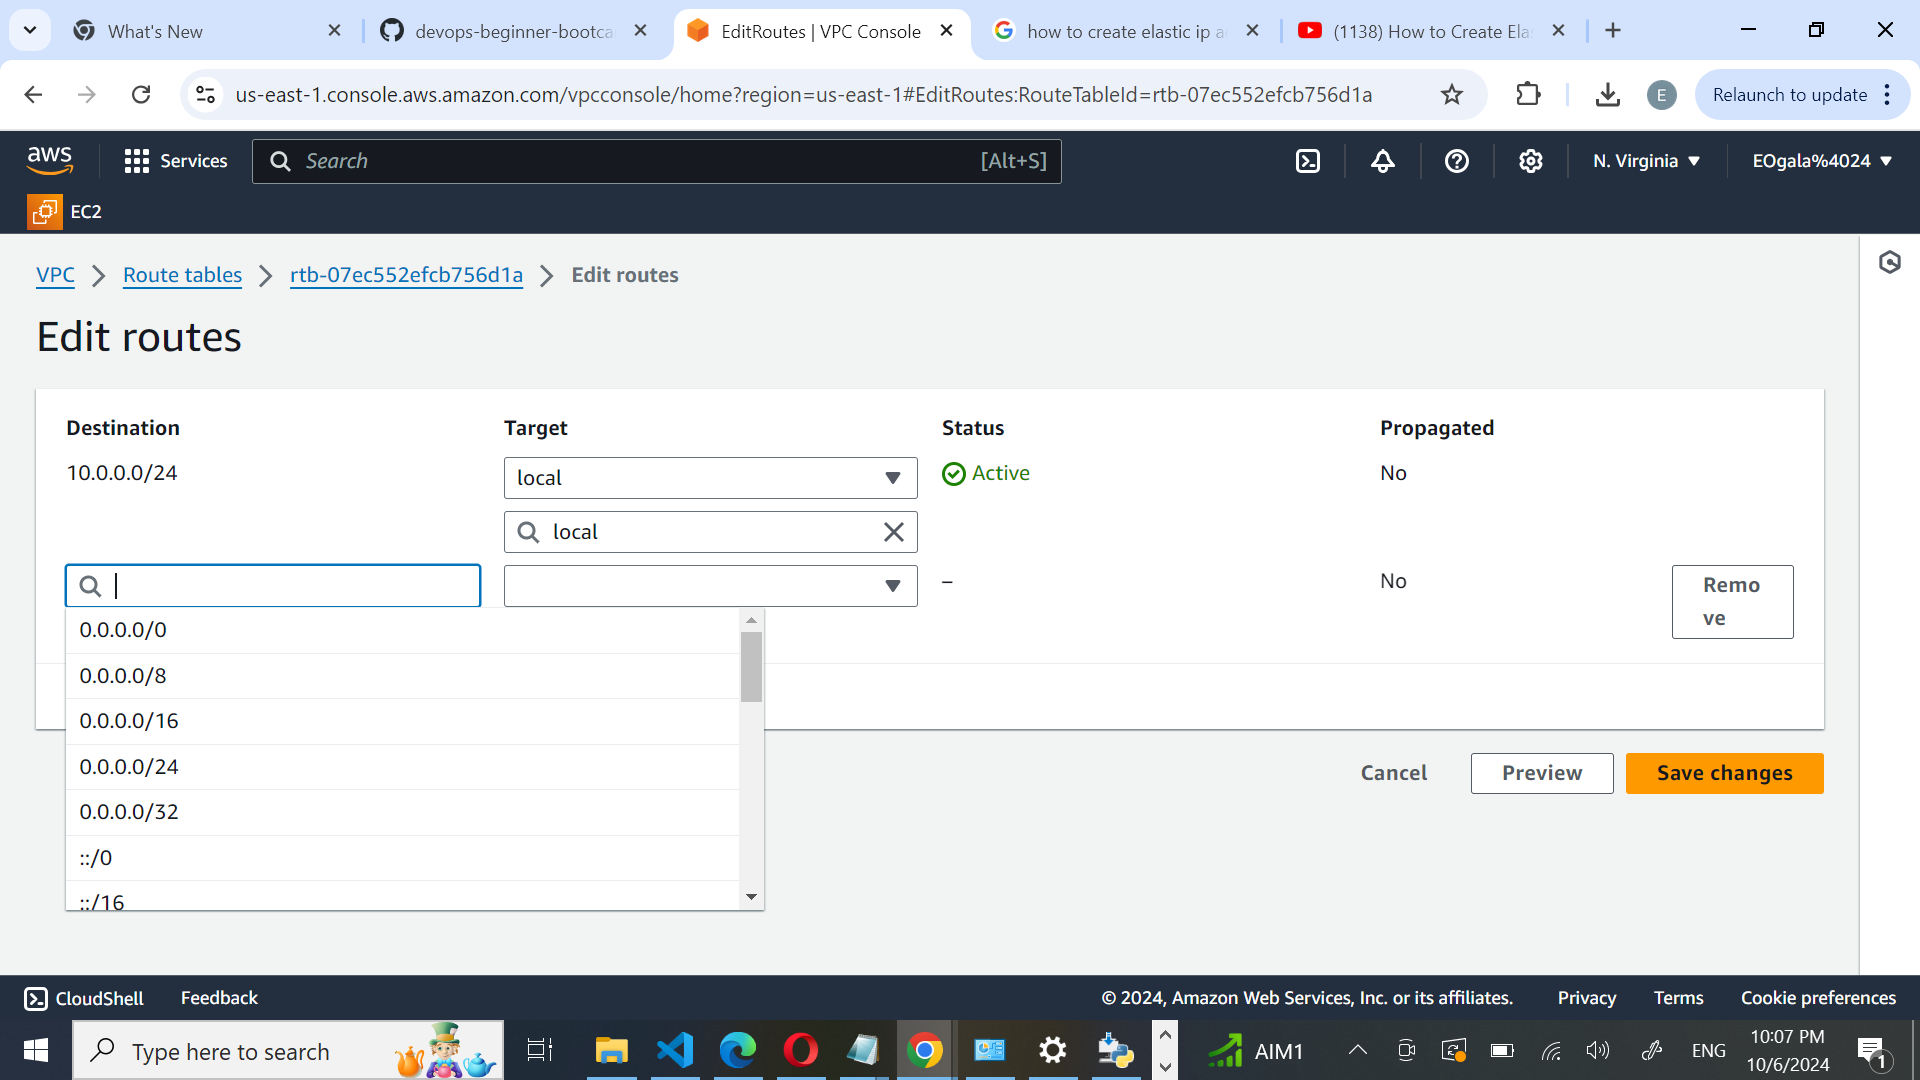 What's New
devops-beginner-bootca
EditRoutes | VPC Console
how to create elastic ip a
(1138) How to Create Elas
us-east-1.console.aws.amazon.com/vpcconsole/home?region=us-east-1#EditRoutes:RouteTableId=rtb-07ec552efcb756d1a
E
Relaunch to update
aws
Services
Search
[Alt+S]
N. Virginia
EOgala%4024
EC2
VPC
Route tables
rtb-07ec552efcb756d1a
Edit routes
Edit routes
Destination
Target
Status
Propagated
10.0.0.0/24
local
Active
No
local
–
No
Remo
ve
0.0.0.0/0
0.0.0.0/8
0.0.0.0/16
0.0.0.0/24
0.0.0.0/32
::/0
::/16
Cancel
Preview
Save changes
CloudShell
Feedback
© 2024, Amazon Web Services, Inc. or its affiliates.
Privacy
Terms
Cookie preferences
Type here to search
AIM1
ENG
10:07 PM
10/6/2024
1